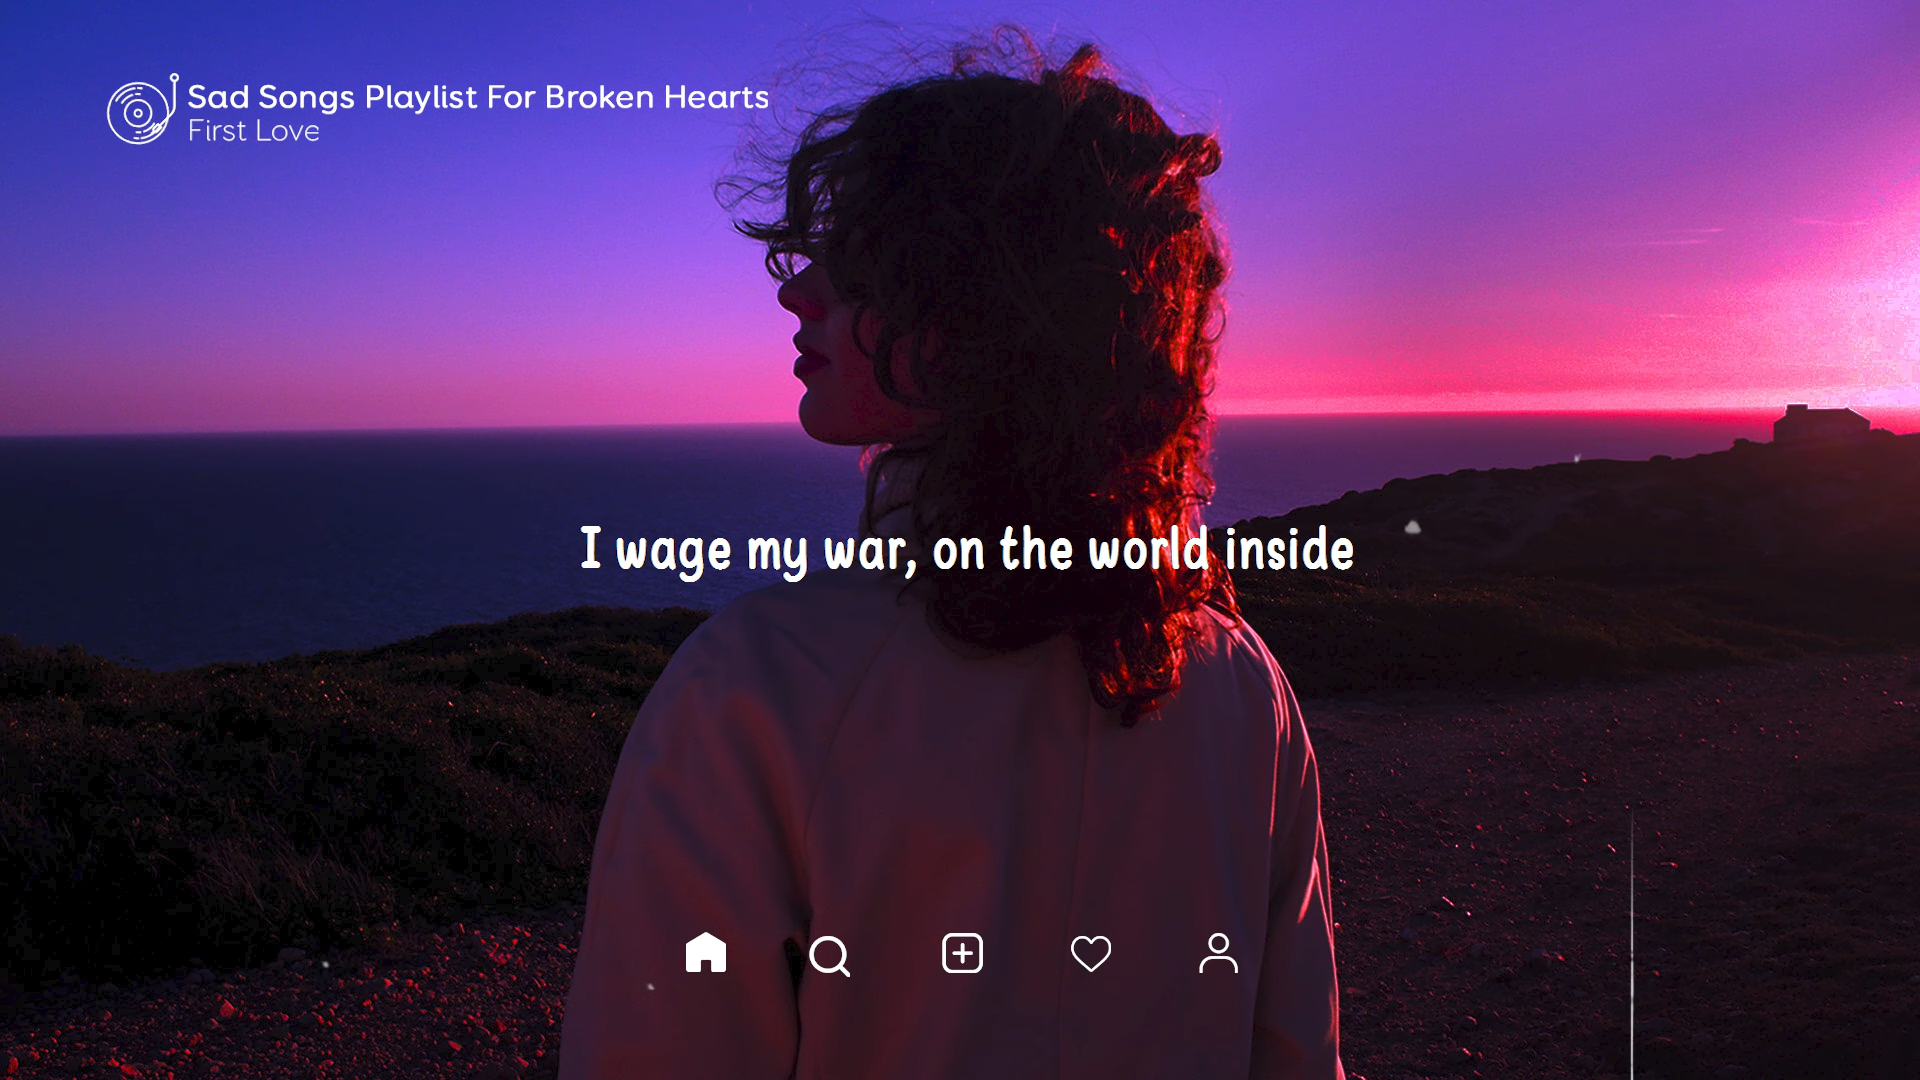 Sad Songs Playlist For Broken Hearts
First Love
I wage my war, on the world inside